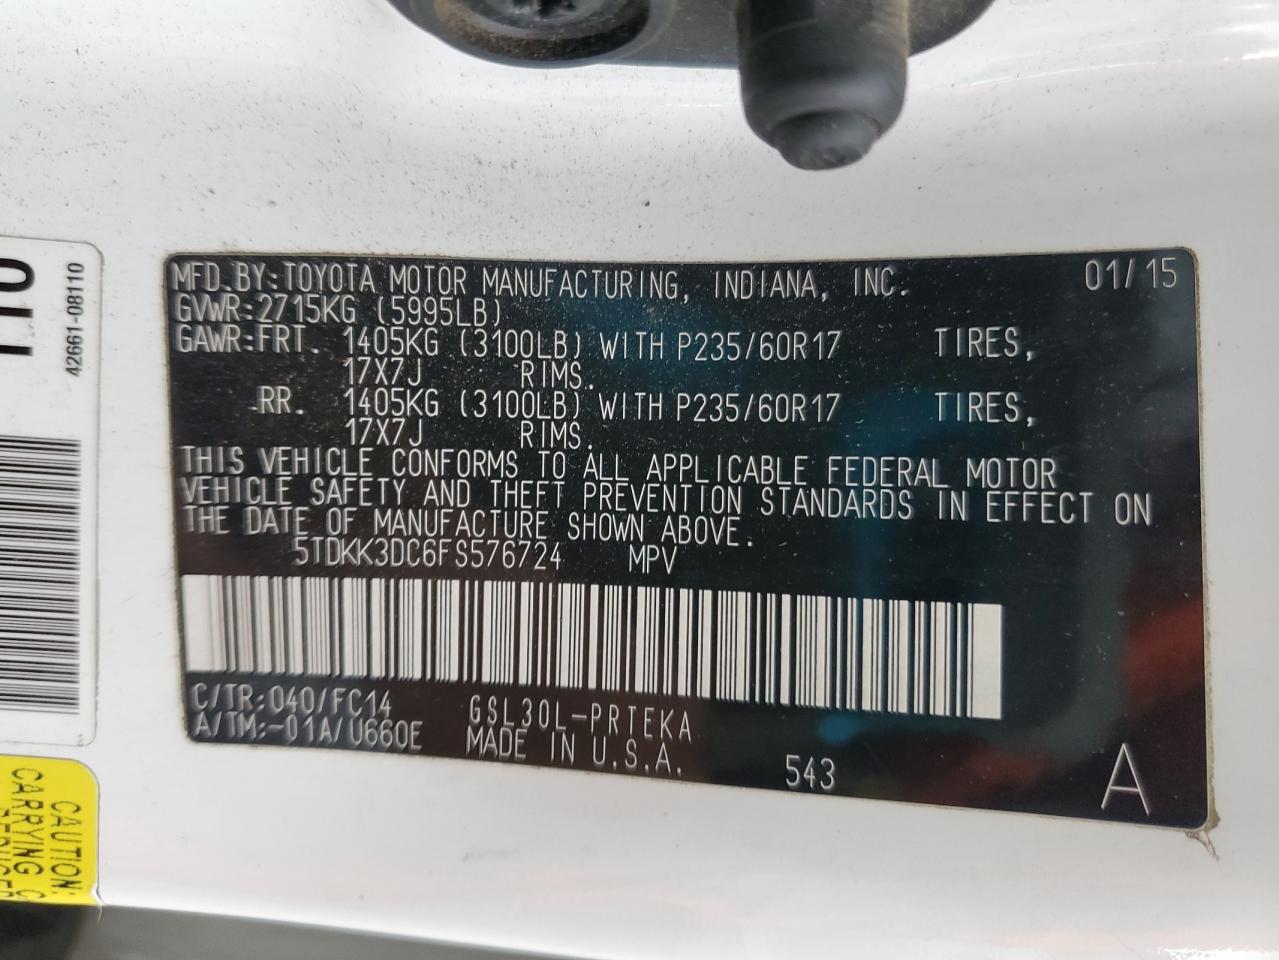 MFD.BY:TOYOTA MOTOR MANUFACTURING, INDIANA, INC. 01/15
GVWR:2715KG (5995LB)
GAWR:FRT. 1405KG (3100LB) WITH P235/60R17 TIRES,
17X7J RIMS.
RR. 1405KG (3100LB) WITH P235/60R17 TIRES,
17X7J RIMS.
THIS VEHICLE CONFORMS TO ALL APPLICABLE FEDERAL MOTOR
VEHICLE SAFETY AND THEFT PREVENTION STANDARDS IN EFFECT ON
THE DATE OF MANUFACTURE SHOWN ABOVE.
5TDKK3DC6FS576724 MPV
C/TR:040/FC14 GSL30L-PRTEKA
A/TM:-01A/U660E MADE IN U.S.A. 543 A
42661-08110
CAUTION:
CARRYING